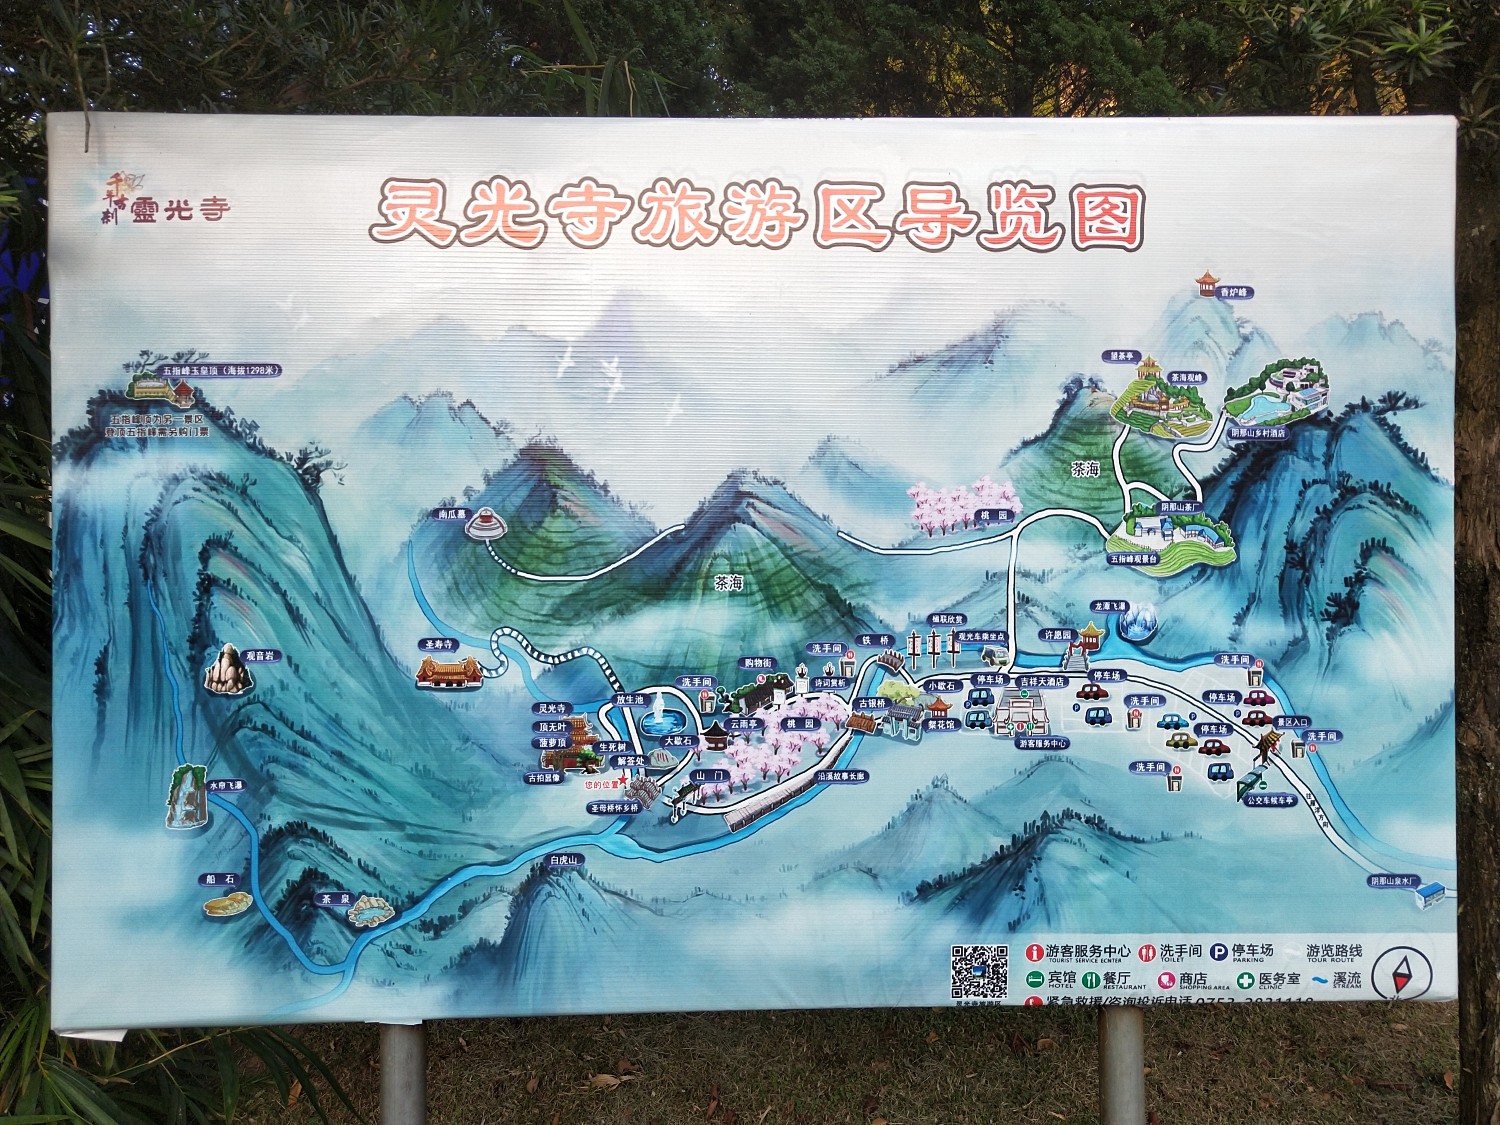 千年古刹
靈光寺
灵光寺旅游区导览图
香炉峰
五指峰玉皇顶（海拔1298米）
五指峰顶为另一景区
登顶五指峰需另购门票
望茶亭
茶海观峰
阴那山乡村酒店
茶海
南瓜墓
桃 园
阴那山茶厂
五指峰观景台
茶海
龙潭飞瀑
楹联欣赏
观光车乘坐点
许愿园
铁 桥
洗手间
圣寿寺
观音岩
购物街
洗手间
诗词赏析
小歇石
停车场
吉祥天酒店
停车场
洗手间
放生池
灵光寺
顶无叶
菠萝顶
生死树
大歇石
云雨亭
桃 园
古银桥
梨花馆
游客服务中心
洗手间
停车场
停车场
景区入口
洗手间
解签处
古柏显像
您的位置
山 门
沿溪故事长廊
洗手间
水帘飞瀑
圣母桥怀乡桥
公交车候车亭
白虎山
船 石
茶 泉
阴那山泉水厂
游客服务中心
TOURIST SERVICE ECNTER
洗手间
TOILET
P 停车场
PARKING
游览路线
TOUR ROUTE
宾馆
HOTEL
餐厅
RESTAURANT
商店
SHOPPING AREA
医务室
CLINIC
溪流
STREAM
北
灵光寺旅游区
紧急救援/咨询投诉电话